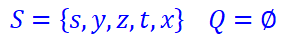 S = {s, y, z, t, x} Q = ∅